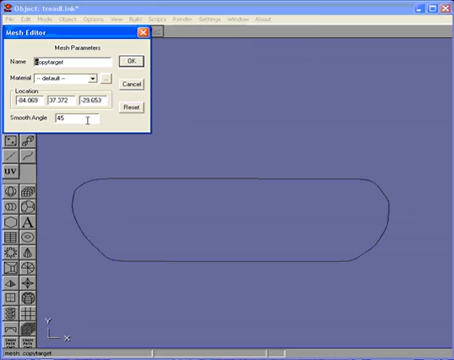 Object: tread1.lnk*
File Edit Mode Object Vertex View Build Scripts Render Settings Window About
Mesh Editor
Mesh Parameters
Name copytarget OK
Material -- default -- ... Cancel
Location
-84.069 37.372 -29.653 Reset
Smooth Angle 45
UV
A
Y
X
mesh: copytarget